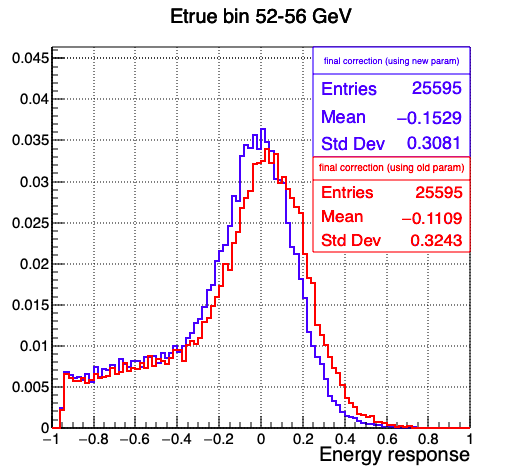 Etrue bin 52-56 GeV
final correction (using new param)
Entries 25595
Mean −0.1529
Std Dev 0.3081
final correction (using old param)
Entries 25595
Mean −0.1109
Std Dev 0.3243
0.045
0.04
0.035
0.03
0.025
0.02
0.015
0.01
0.005
0
−1 −0.8 −0.6 −0.4 −0.2 0 0.2 0.4 0.6 0.8 1
Energy response